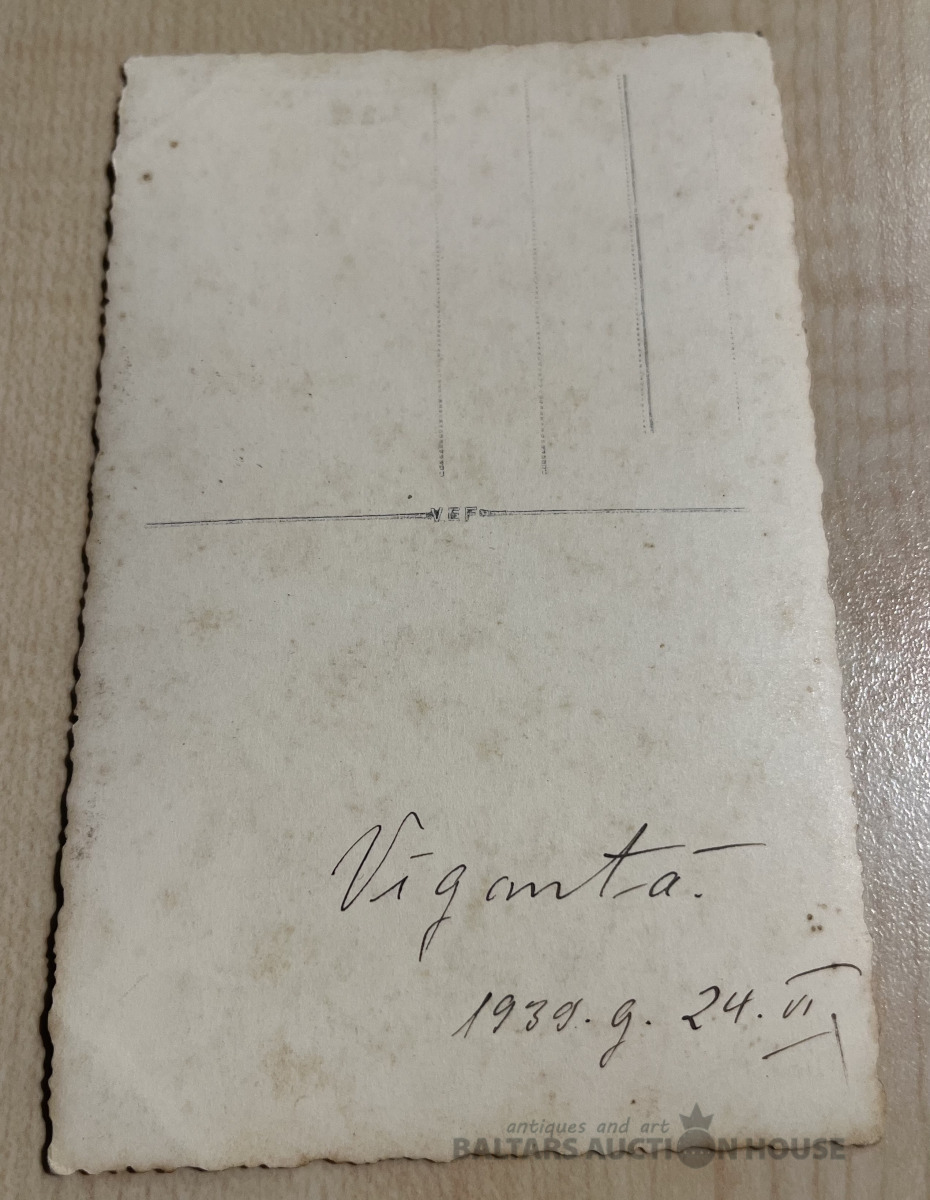 VEF
Vīgantā.
1939. g. 24. VI
antiques and art
BALTARS AUCTION HOUSE